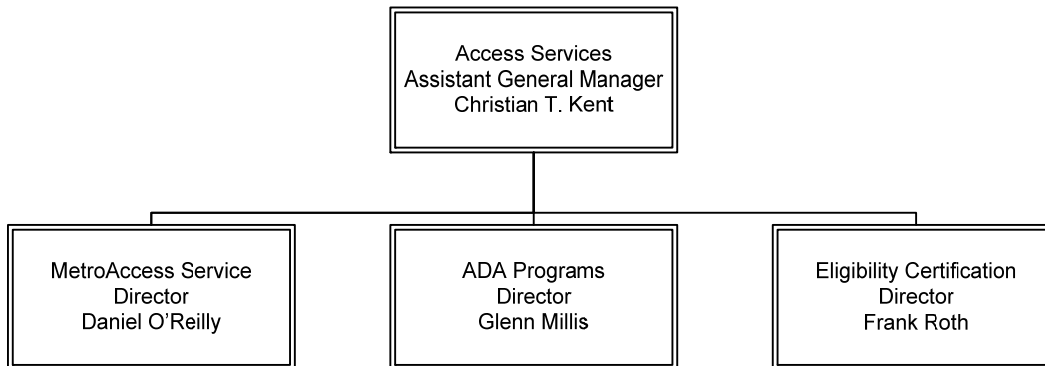 Access Services
Assistant General Manager
Christian T. Kent
MetroAccess Service
Director
Daniel O’Reilly
ADA Programs
Director
Glenn Millis
Eligibility Certification
Director
Frank Roth